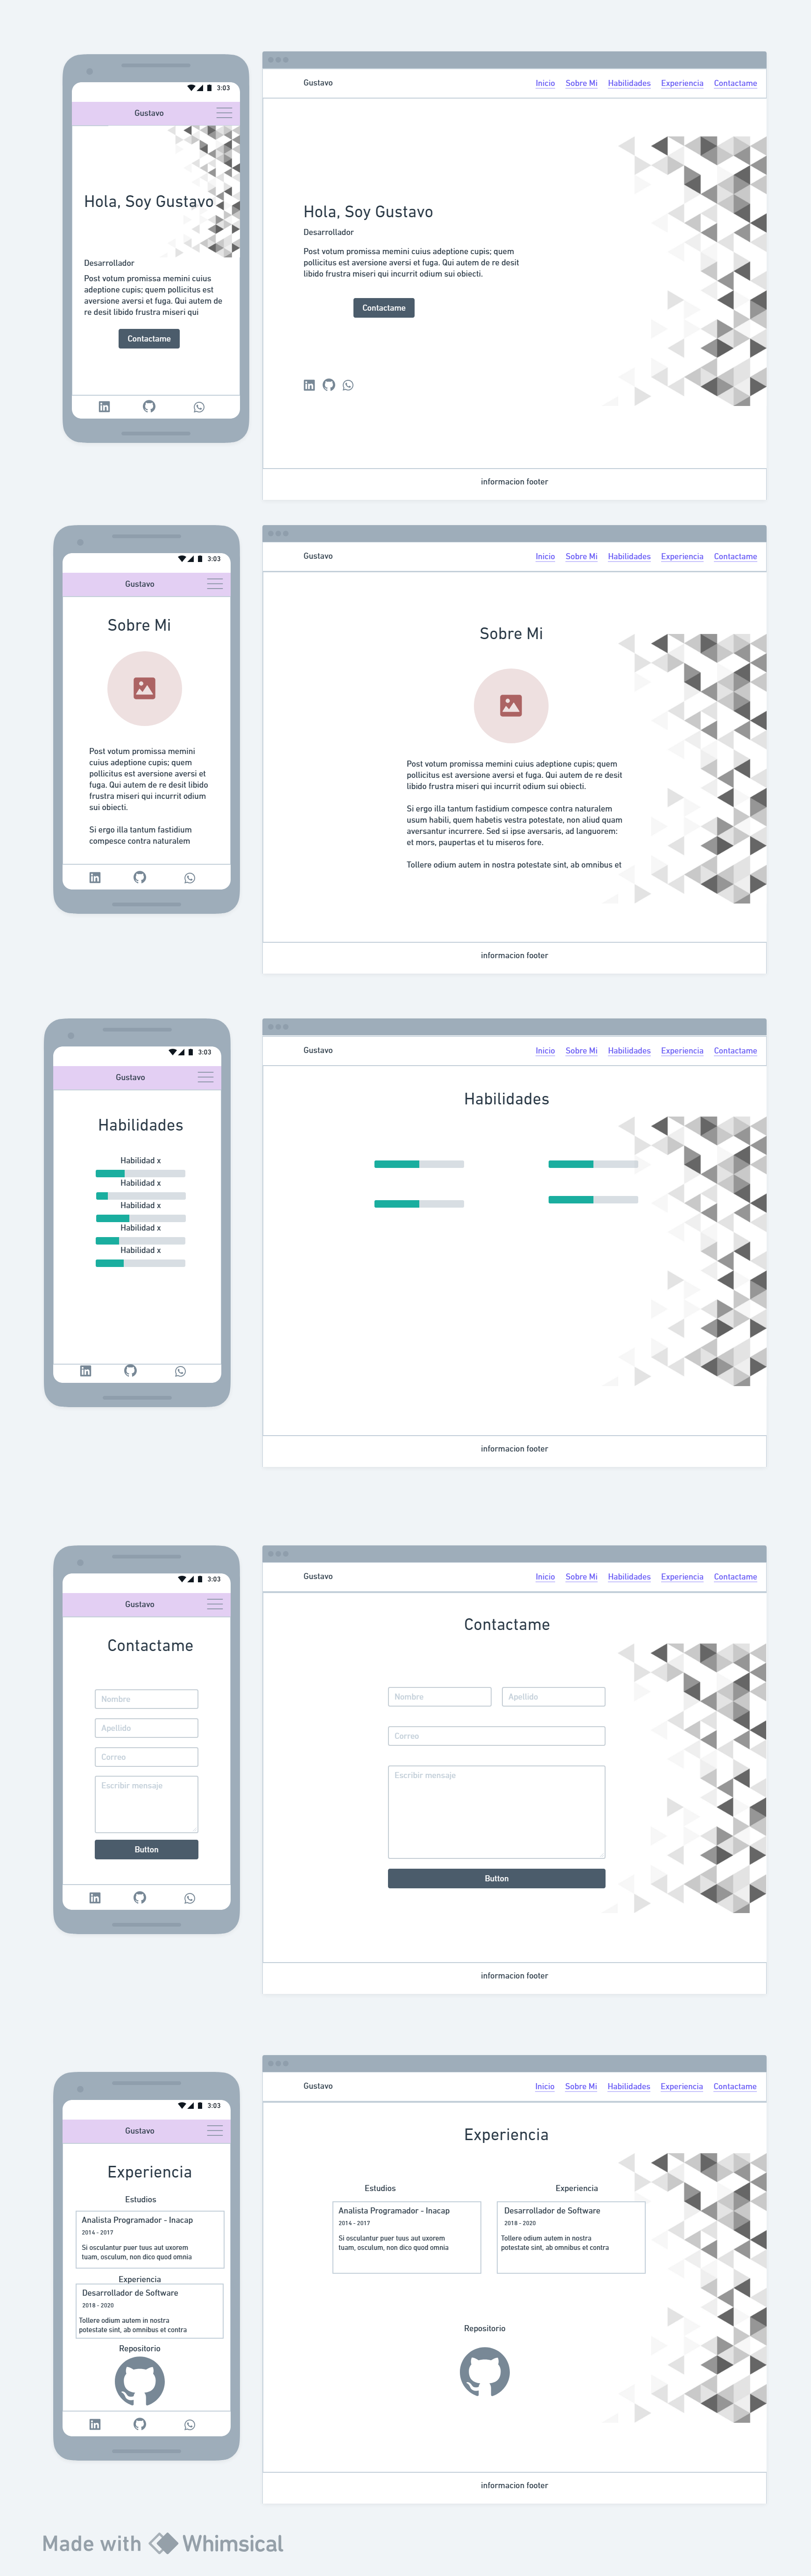 3:03
Gustavo
Hola, Soy Gustavo
Desarrollador
Post votum promissa memini cuius
adeptione cupis; quem pollicitus est
aversione aversi et fuga. Qui autem de
re desit libido frustra miseri qui
Contactame
Gustavo
Inicio Sobre Mi Habilidades Experiencia Contactame
Hola, Soy Gustavo
Desarrollador
Post votum promissa memini cuius adeptione cupis; quem
pollicitus est aversione aversi et fuga. Qui autem de re desit
libido frustra miseri qui incurrit odium sui obiecti.
Contactame
informacion footer
3:03
Gustavo
Sobre Mi
Post votum promissa memini
cuius adeptione cupis; quem
pollicitus est aversione aversi et
fuga. Qui autem de re desit libido
frustra miseri qui incurrit odium
sui obiecti.
Si ergo illa tantum fastidium
compesce contra naturalem
Gustavo
Inicio Sobre Mi Habilidades Experiencia Contactame
Sobre Mi
Post votum promissa memini cuius adeptione cupis; quem
pollicitus est aversione aversi et fuga. Qui autem de re desit
libido frustra miseri qui incurrit odium sui obiecti.
Si ergo illa tantum fastidium compesce contra naturalem
usum habili, quem habetis vestra potestate, non aliud quam
aversantur incurrere. Sed si ipse aversaris, ad languorem:
et mors, paupertas et tu miseros fore.
Tollere odium autem in nostra potestate sint, ab omnibus et
informacion footer
3:03
Gustavo
Habilidades
Habilidad x
Habilidad x
Habilidad x
Habilidad x
Habilidad x
Gustavo
Inicio Sobre Mi Habilidades Experiencia Contactame
Habilidades
informacion footer
3:03
Gustavo
Contactame
Nombre
Apellido
Correo
Escribir mensaje
Button
Gustavo
Inicio Sobre Mi Habilidades Experiencia Contactame
Contactame
Nombre Apellido
Correo
Escribir mensaje
Button
informacion footer
3:03
Gustavo
Experiencia
Estudios
Analista Programador - Inacap
2014 - 2017
Si osculantur puer tuus aut uxorem
tuam, osculum, non dico quod omnia
Experiencia
Desarrollador de Software
2018 - 2020
Tollere odium autem in nostra
potestate sint, ab omnibus et contra
Repositorio
Gustavo
Inicio Sobre Mi Habilidades Experiencia Contactame
Experiencia
Estudios
Analista Programador - Inacap
2014 - 2017
Si osculantur puer tuus aut uxorem
tuam, osculum, non dico quod omnia
Experiencia
Desarrollador de Software
2018 - 2020
Tollere odium autem in nostra
potestate sint, ab omnibus et contra
Repositorio
informacion footer
Made with Whimsical